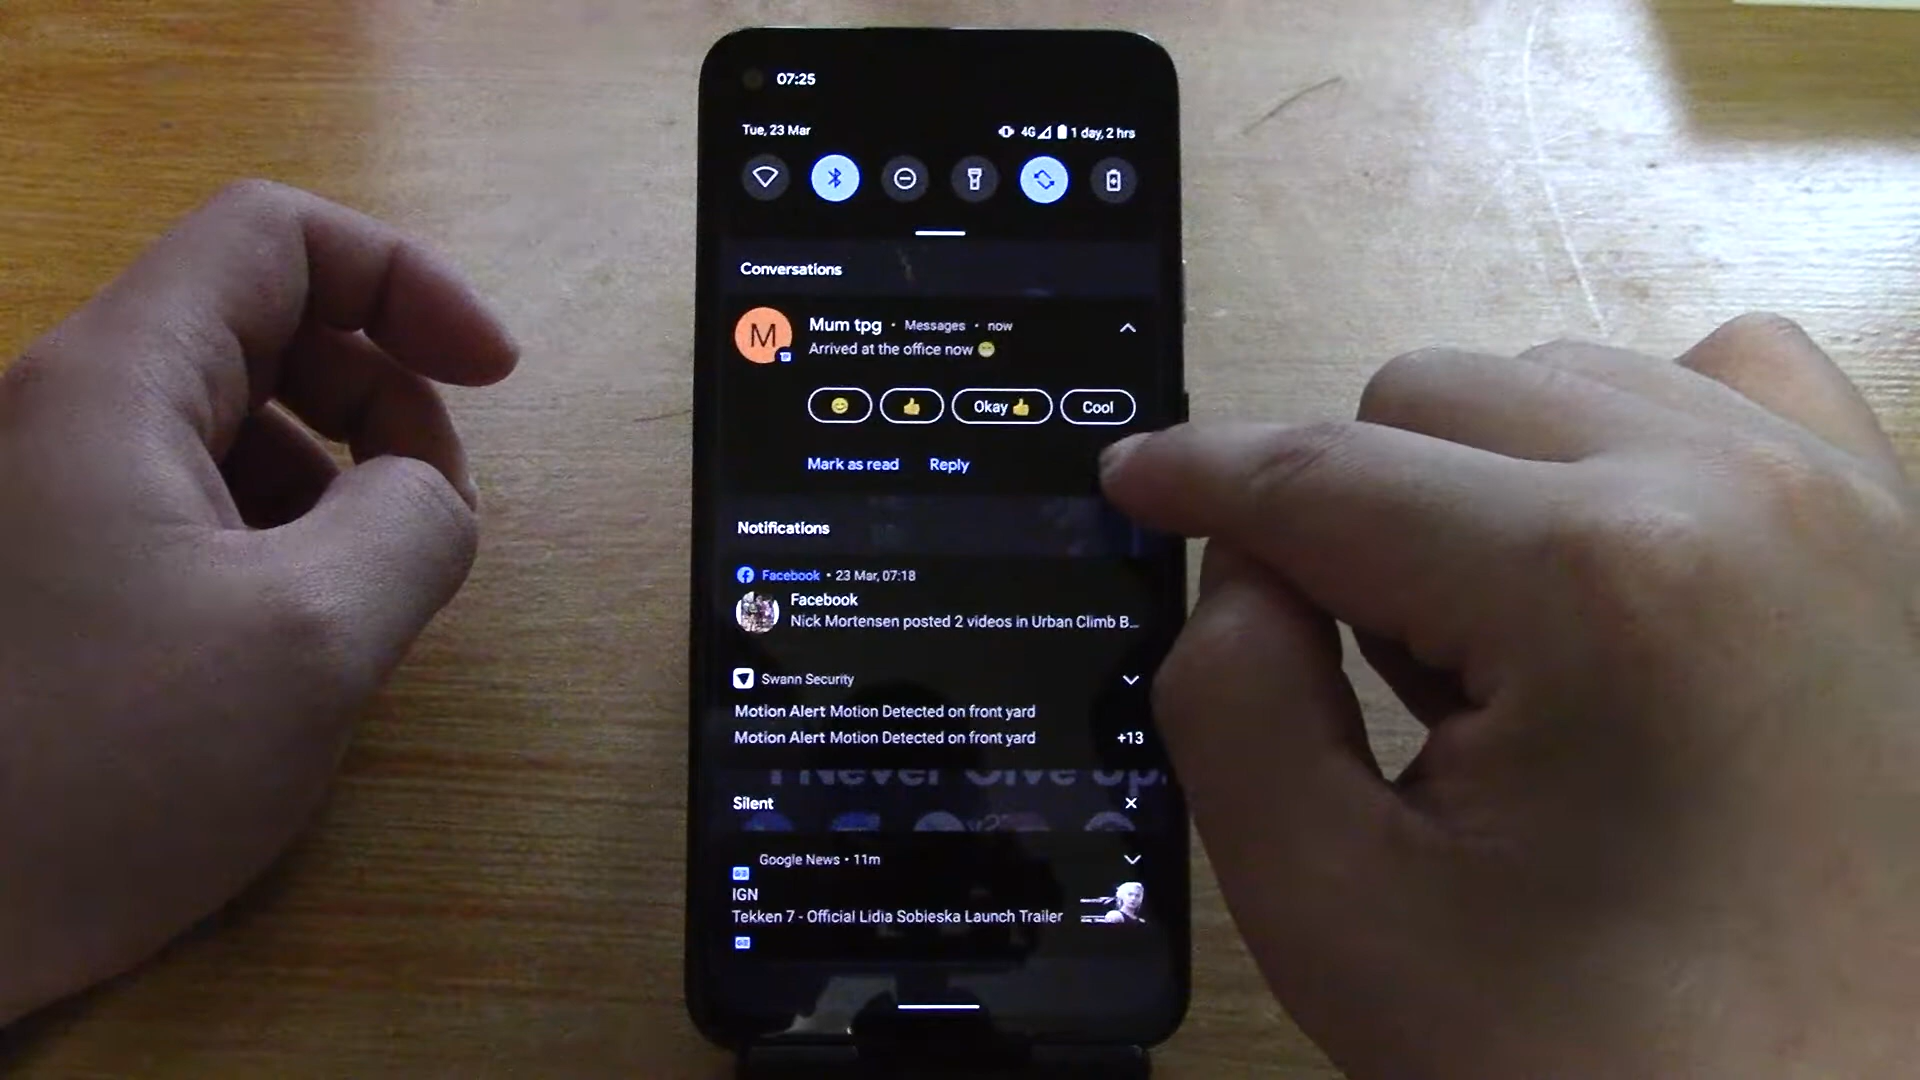 07:25
Tue, 23 Mar
4G 1 day, 2 hrs
Conversations
M
Mum tpg • Messages • now
Arrived at the office now 😁
😊 👍 Okay 👍 Cool
Mark as read Reply
Notifications
Facebook • 23 Mar, 07:18
Facebook
Nick Mortensen posted 2 videos in Urban Climb B...
Swann Security
Motion Alert Motion Detected on front yard
Motion Alert Motion Detected on front yard +13
I Never Give Up.
Silent
Google News • 11m
IGN
Tekken 7 - Official Lidia Sobieska Launch Trailer